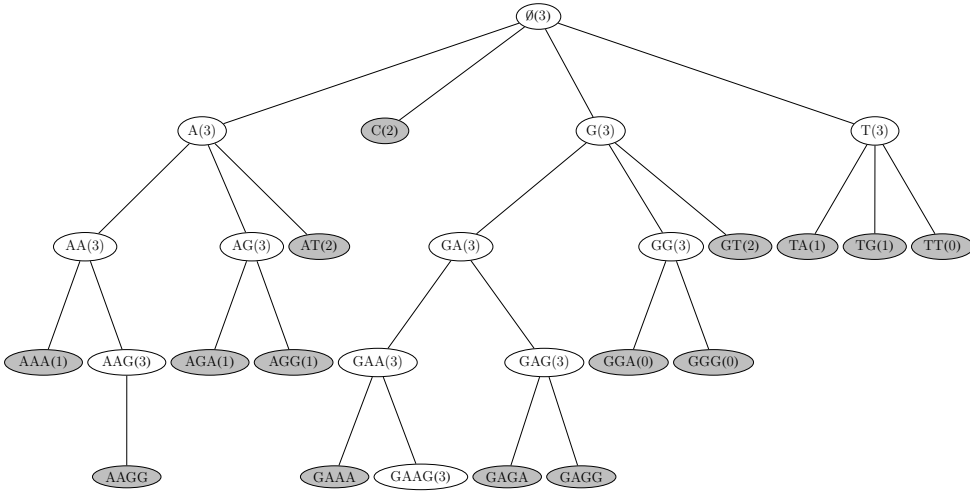 ∅(3)
A(3) C(2) G(3) T(3)
AA(3) AG(3) AT(2) GA(3) GG(3) GT(2) TA(1) TG(1) TT(0)
AAA(1) AAG(3) AGA(1) AGG(1) GAA(3) GAG(3) GGA(0) GGG(0)
AAGG GAAA GAAG(3) GAGA GAGG